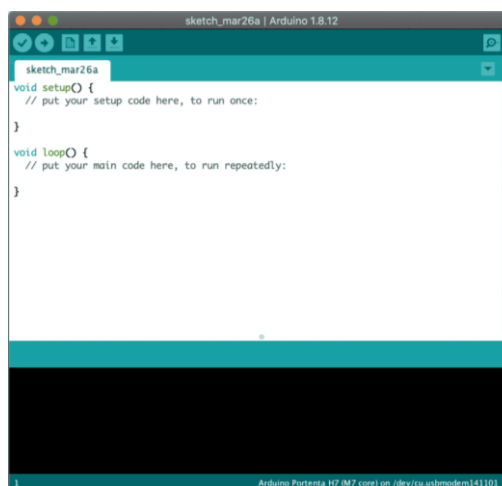 sketch_mar26a | Arduino 1.8.12
sketch_mar26a
void setup() {
  // put your setup code here, to run once:
}
void loop() {
  // put your main code here, to run repeatedly:
}
1
Arduino Portenta H7 (M7 core) on /dev/cu.usbmodem141101